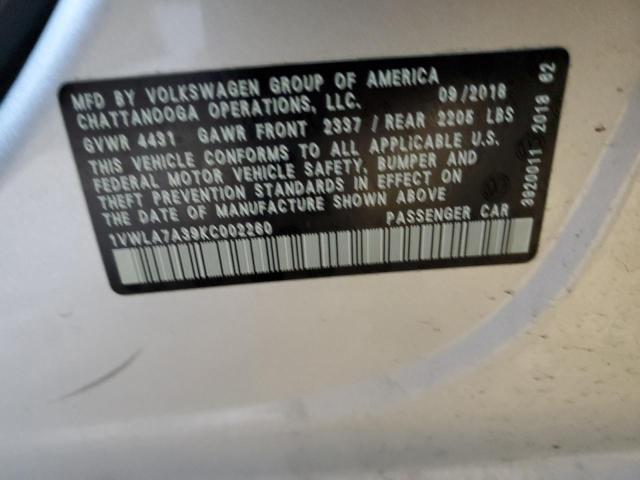 MFD BY VOLKSWAGEN GROUP OF AMERICA
CHATTANOOGA OPERATIONS, LLC. 09/2018
GVWR 4431 GAWR FRONT 2337 / REAR 2205 LBS
THIS VEHICLE CONFORMS TO ALL APPLICABLE U.S.
FEDERAL MOTOR VEHICLE SAFETY, BUMPER AND
THEFT PREVENTION STANDARDS IN EFFECT ON
THE DATE OF MANUFACTURE SHOWN ABOVE
1VWLA7A39KC002260 PASSENGER CAR
3920011 2018 62